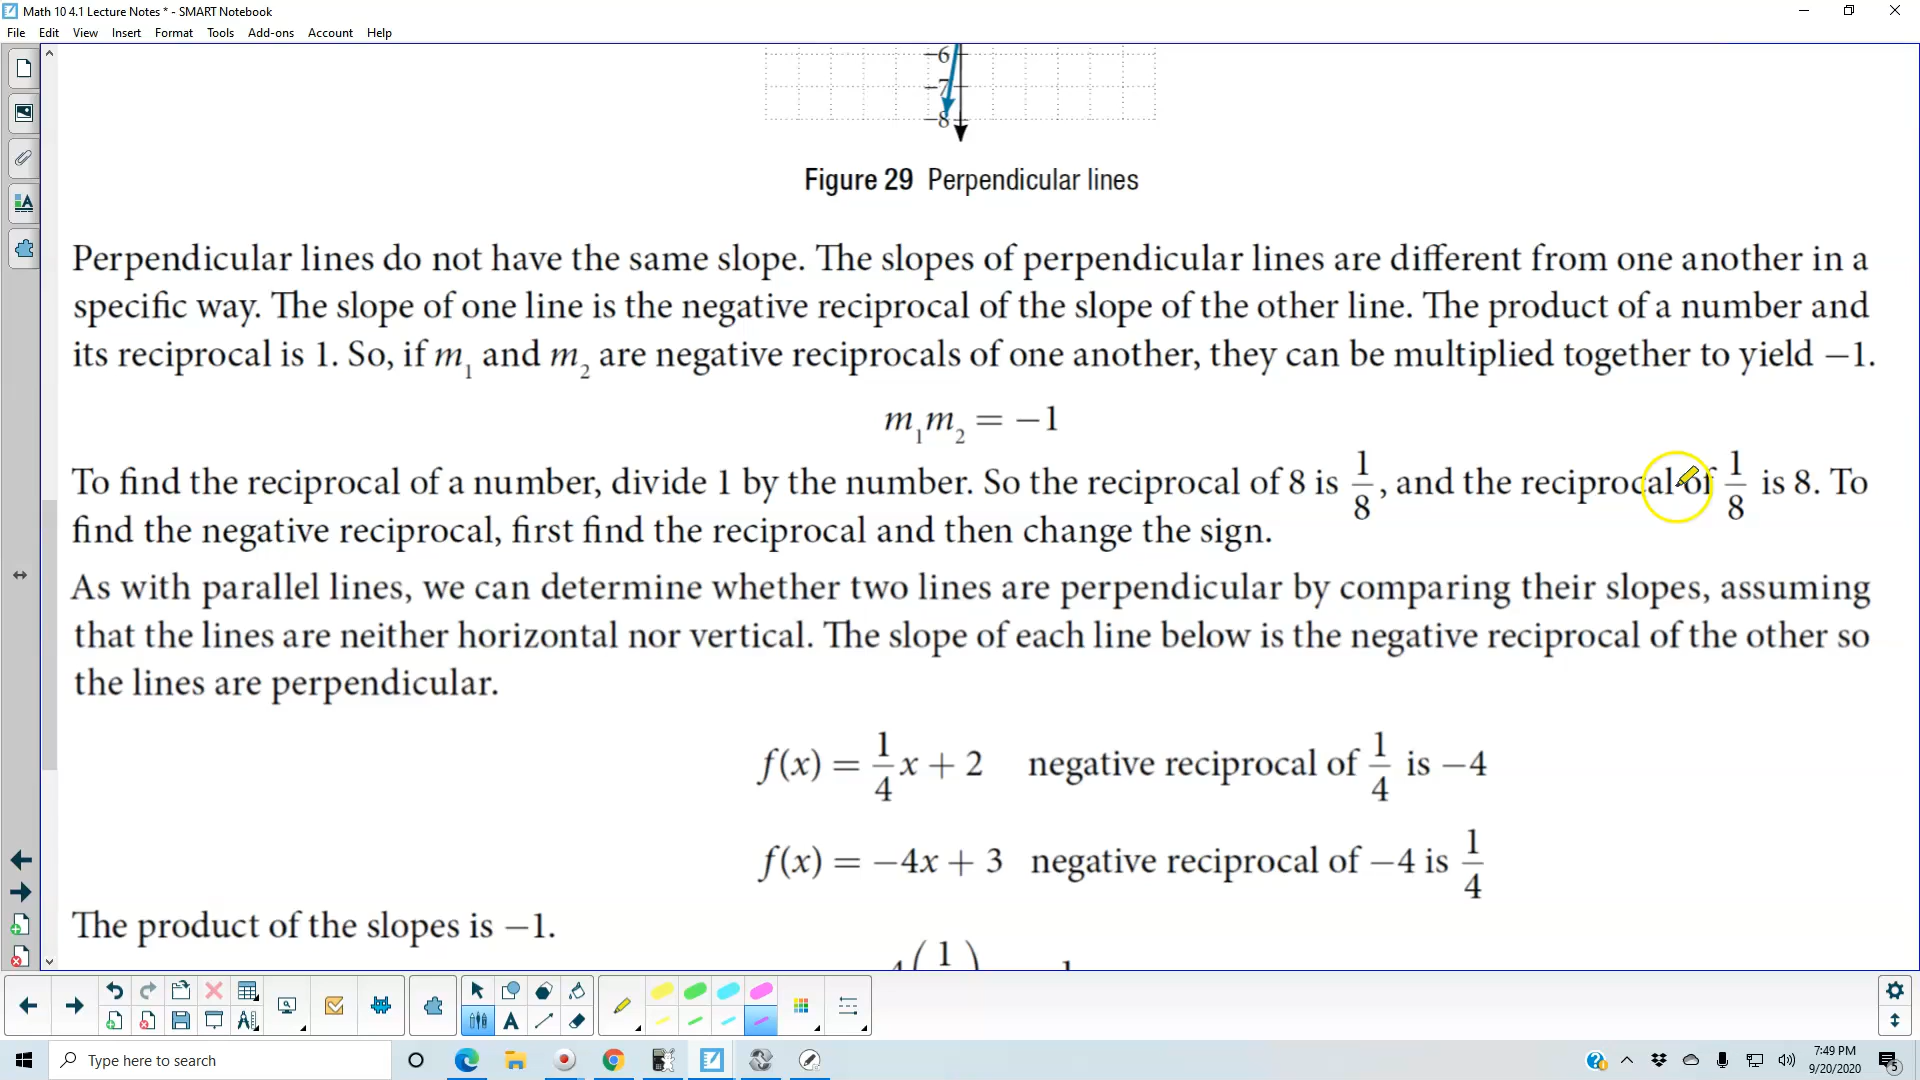 Math 10 4.1 Lecture Notes * - SMART Notebook
File Edit View Insert Format Tools Add-ons Account Help
−6
−7
−8
Figure 29 Perpendicular lines
Perpendicular lines do not have the same slope. The slopes of perpendicular lines are different from one another in a
specific way. The slope of one line is the negative reciprocal of the slope of the other line. The product of a number and
its reciprocal is 1. So, if m₁ and m₂ are negative reciprocals of one another, they can be multiplied together to yield −1.
m₁m₂ = −1
To find the reciprocal of a number, divide 1 by the number. So the reciprocal of 8 is 1/8, and the reciprocal of 1/8 is 8. To
find the negative reciprocal, first find the reciprocal and then change the sign.
As with parallel lines, we can determine whether two lines are perpendicular by comparing their slopes, assuming
that the lines are neither horizontal nor vertical. The slope of each line below is the negative reciprocal of the other so
the lines are perpendicular.
f(x) = 1/4 x + 2 negative reciprocal of 1/4 is −4
f(x) = −4x + 3 negative reciprocal of −4 is 1/4
The product of the slopes is −1.
Type here to search
7:49 PM
9/20/2020
5